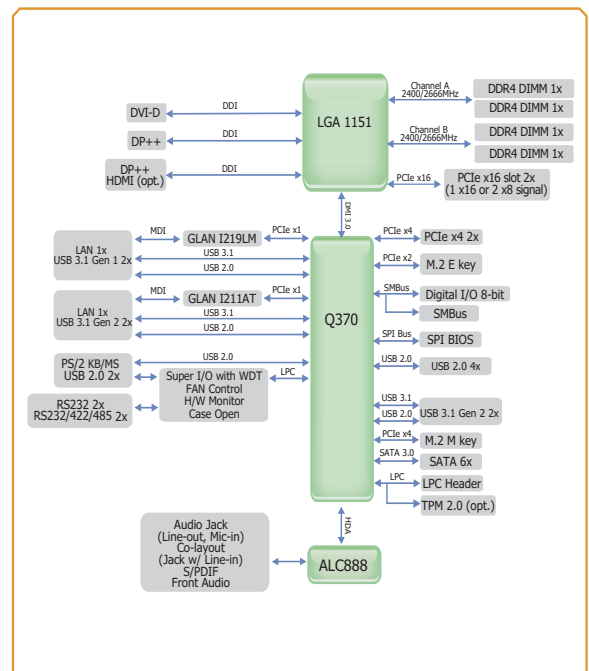 LGA 1151
Channel A
2400/2666MHz
DDR4 DIMM 1x
DDR4 DIMM 1x
Channel B
2400/2666MHz
DDR4 DIMM 1x
DDR4 DIMM 1x
DVI-D
DDI
DP++
DDI
DP++
HDMI (opt.)
DDI
PCIe x16
PCIe x16 slot 2x
(1 x16 or 2 x8 signal)
DMI 3.0
Q370
LAN 1x
USB 3.1 Gen 1 2x
MDI
GLAN I219LM
PCIe x1
USB 3.1
USB 2.0
LAN 1x
USB 3.1 Gen 2 2x
MDI
GLAN I211AT
PCIe x1
USB 3.1
USB 2.0
PS/2 KB/MS
USB 2.0 2x
USB 2.0
Super I/O with WDT
FAN Control
H/W Monitor
Case Open
LPC
RS232 2x
RS232/422/485 2x
PCIe x4
PCIe x4 2x
PCIe x2
M.2 E key
SMBus
Digital I/O 8-bit
SMBus
SPI Bus
SPI BIOS
USB 2.0
USB 2.0 4x
USB 3.1
USB 2.0
USB 3.1 Gen 2 2x
PCIe x4
M.2 M key
SATA 3.0
SATA 6x
LPC
LPC Header
TPM 2.0 (opt.)
HDA
Audio Jack
(Line-out, Mic-in)
Co-layout
(Jack w/ Line-in)
S/PDIF
Front Audio
ALC888